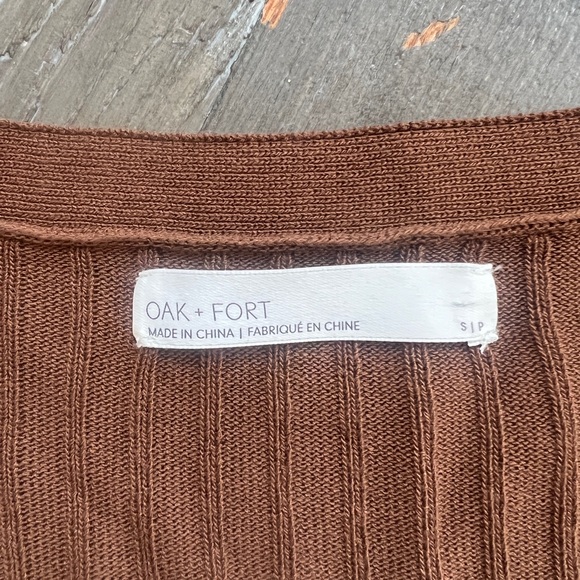 OAK + FORT
MADE IN CHINA | FABRIQUÉ EN CHINE
S | P